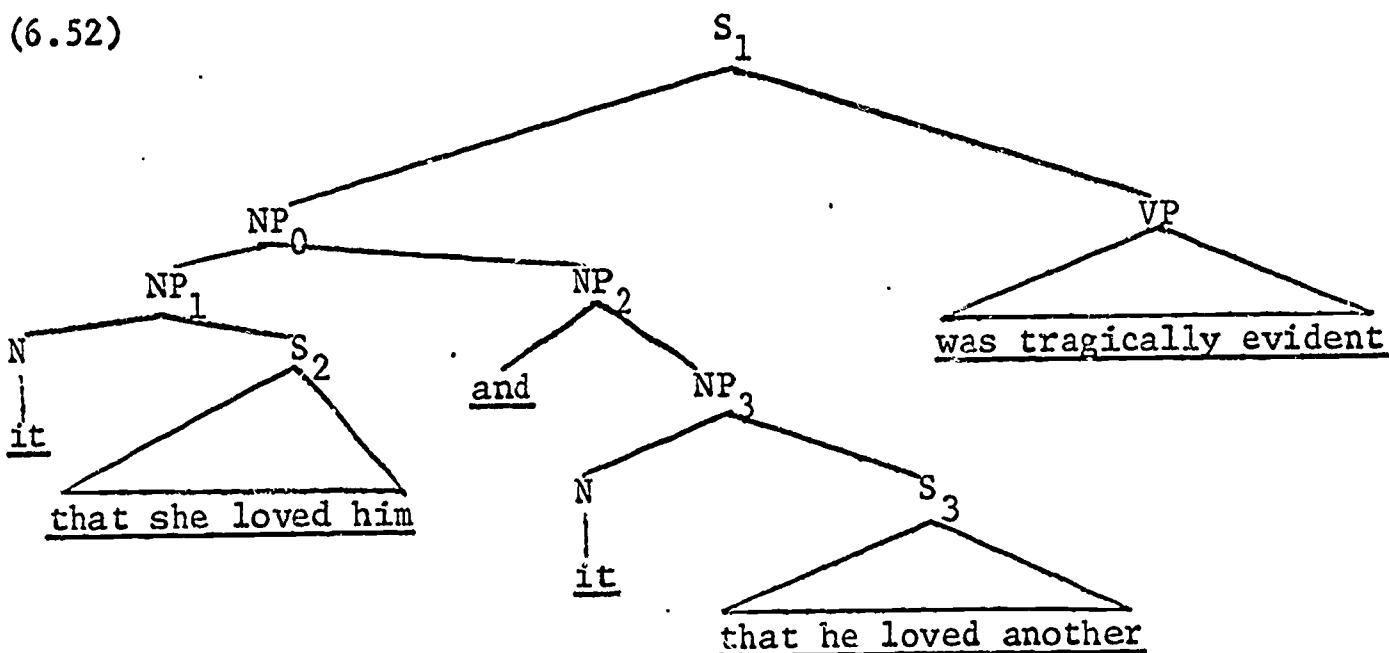 (6.52)
S1
NP0 VP
NP1 NP2
was tragically evident
N S2
and NP3
it
N S3
that she loved him
it
that he loved another